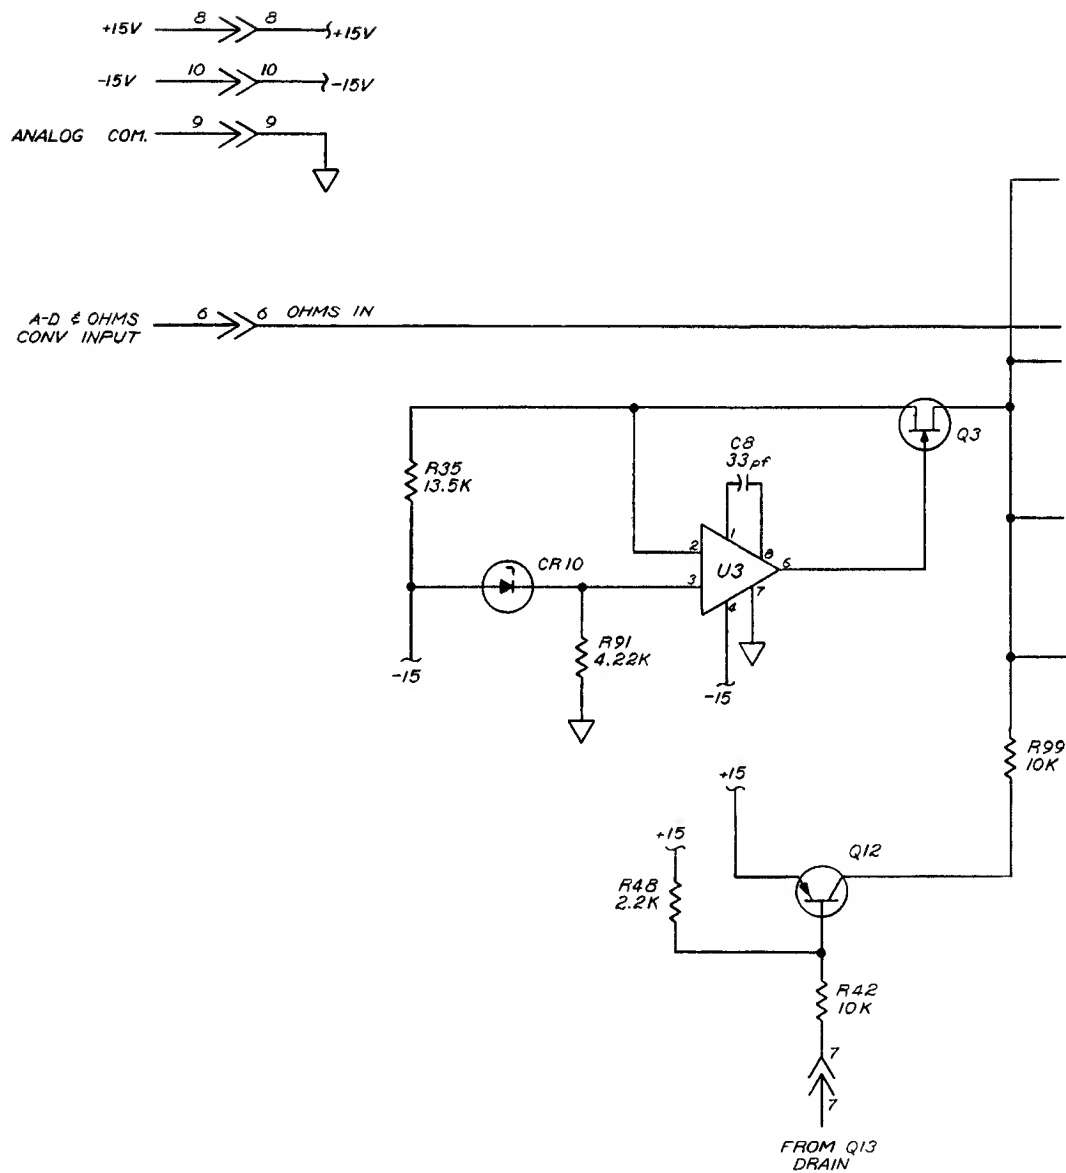 +15V 8 8 +15V
-15V 10 10 -15V
ANALOG COM. 9 9
A-D & OHMS
CONV INPUT
6 6 OHMS IN
Q3
C8
33pf
R35
13.5K
1
2
8
U3
6
CR10
3
7
4
R91
4.22K
-15
-15
R99
10K
+15
+15
Q12
R48
2.2K
R42
10K
7
7
FROM Q13
DRAIN